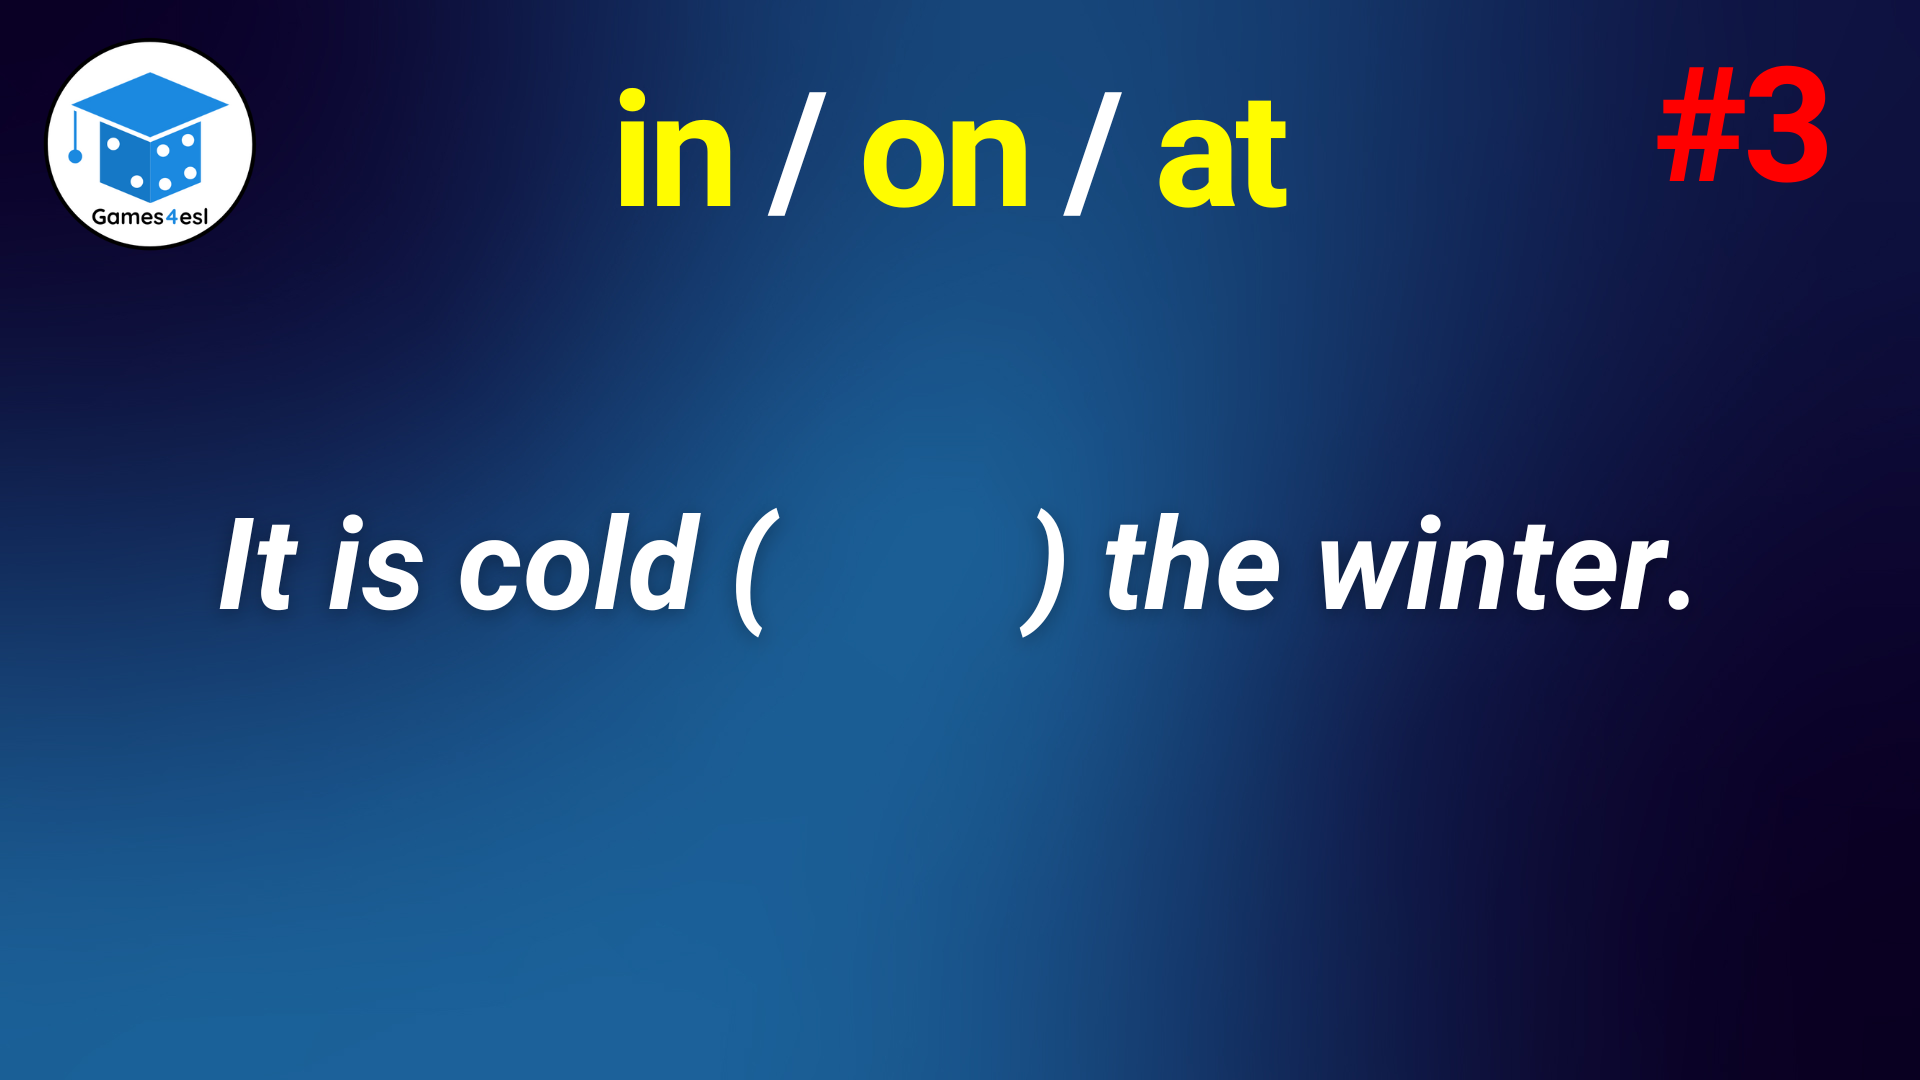 Games4esl
in / on / at
#3
It is cold (          ) the winter.